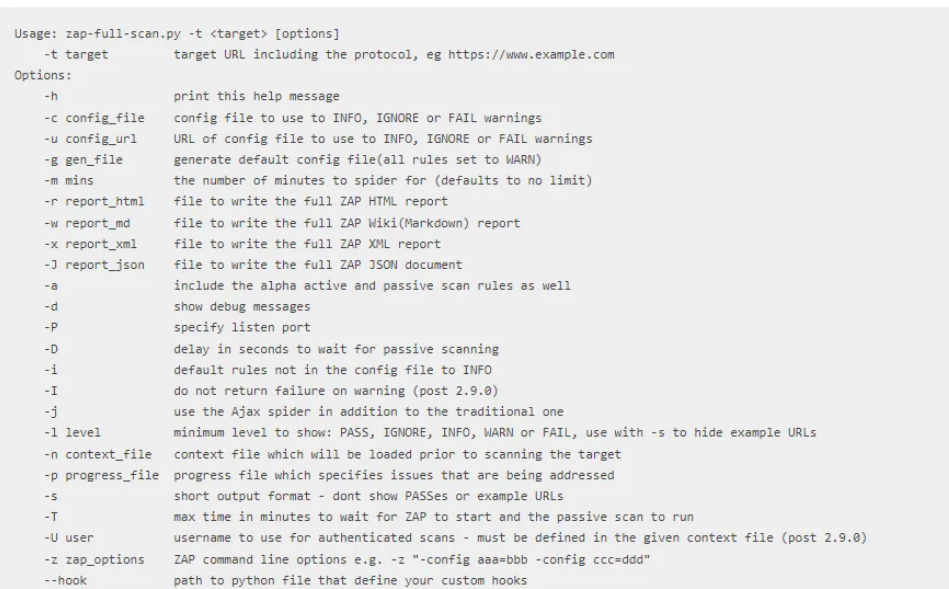 Usage: zap-full-scan.py -t <target> [options]
-t target target URL including the protocol, eg https://www.example.com
Options:
-h print this help message
-c config_file config file to use to INFO, IGNORE or FAIL warnings
-u config_url URL of config file to use to INFO, IGNORE or FAIL warnings
-g gen_file generate default config file(all rules set to WARN)
-m mins the number of minutes to spider for (defaults to no limit)
-r report_html file to write the full ZAP HTML report
-w report_md file to write the full ZAP Wiki(Markdown) report
-x report_xml file to write the full ZAP XML report
-J report_json file to write the full ZAP JSON document
-a include the alpha active and passive scan rules as well
-d show debug messages
-P specify listen port
-D delay in seconds to wait for passive scanning
-i default rules not in the config file to INFO
-I do not return failure on warning (post 2.9.0)
-j use the Ajax spider in addition to the traditional one
-l level minimum level to show: PASS, IGNORE, INFO, WARN or FAIL, use with -s to hide example URLs
-n context_file context file which will be loaded prior to scanning the target
-p progress_file progress file which specifies issues that are being addressed
-s short output format - dont show PASSes or example URLs
-T max time in minutes to wait for ZAP to start and the passive scan to run
-U user username to use for authenticated scans - must be defined in the given context file (post 2.9.0)
-z zap_options ZAP command line options e.g. -z "-config aaa=bbb -config ccc=ddd"
--hook path to python file that define your custom hooks